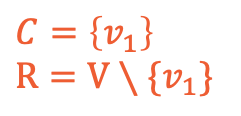 C = {v₁}
R = V \ {v₁}